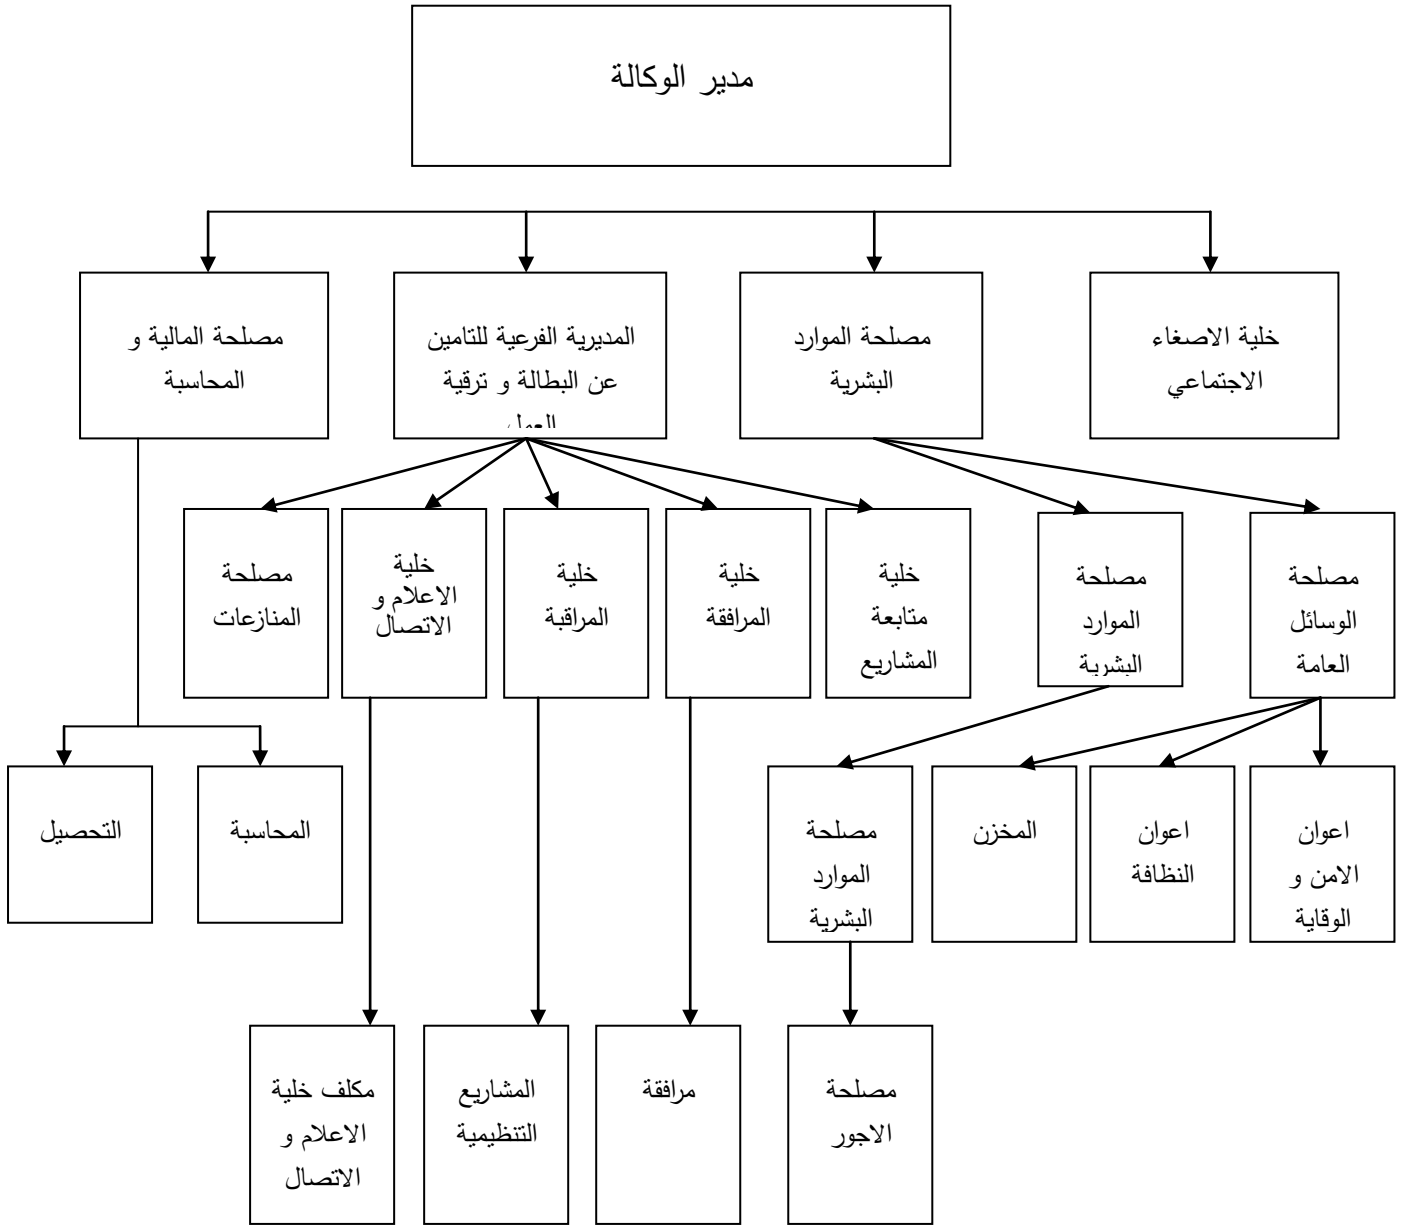 مدير الوكالة
خلية الاصغاء
الاجتماعي
مصلحة الموارد
البشرية
المديرية الفرعية للتامين
عن البطالة و ترقية
العمل
مصلحة المالية و
المحاسبة
مصلحة
الوسائل
العامة
مصلحة
الموارد
البشرية
خلية
متابعة
المشاريع
خلية
المرافقة
خلية
المراقبة
خلية
الاعلام و
الاتصال
مصلحة
المنازعات
اعوان
الامن و
الوقاية
اعوان
النظافة
المخزن
مصلحة
الموارد
البشرية
المحاسبة
التحصيل
مصلحة
الاجور
مرافقة
المشاريع
التنظيمية
مكلف خلية
الاعلام و
الاتصال